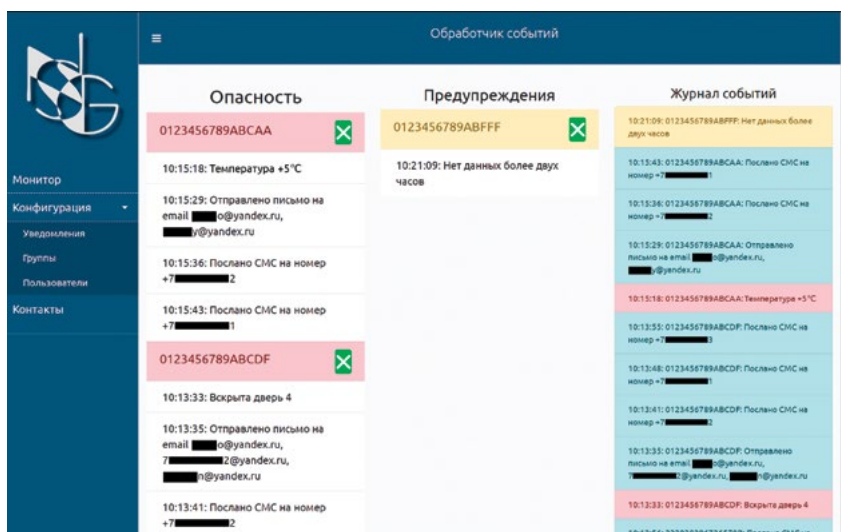 Обработчик событий
Монитор
Конфигурация
Уведомления
Группы
Пользователи
Контакты
Опасность
0123456789ABCAA
10:15:18: Температура +5°C
10:15:29: Отправлено письмо на
email o@yandex.ru,
y@yandex.ru
10:15:36: Послано СМС на номер
+7 2
10:15:43: Послано СМС на номер
+7 1
0123456789ABCDF
10:13:33: Вскрыта дверь 4
10:13:35: Отправлено письмо на
email o@yandex.ru,
7 2@yandex.ru,
n@yandex.ru
10:13:41: Послано СМС на номер
+7 2
Предупреждения
0123456789ABFFF
10:21:09: Нет данных более двух
часов
Журнал событий
10:21:09: 0123456789ABFFF: Нет данных более
двух часов
10:15:43: 0123456789ABCAA: Послано СМС на
номер +7 1
10:15:36: 0123456789ABCAA: Послано СМС на
номер +7 2
10:15:29: 0123456789ABCAA: Отправлено
письмо на email o@yandex.ru,
y@yandex.ru
10:15:18: 0123456789ABCAA: Температура +5°C
10:13:55: 0123456789ABCDF: Послано СМС на
номер +7 3
10:13:48: 0123456789ABCDF: Послано СМС на
номер +7 1
10:13:41: 0123456789ABCDF: Послано СМС на
номер +7 2
10:13:35: 0123456789ABCDF: Отправлено
письмо на email o@yandex.ru,
7 2@yandex.ru, n@yandex.ru
10:13:33: 0123456789ABCDF: Вскрыта дверь 4